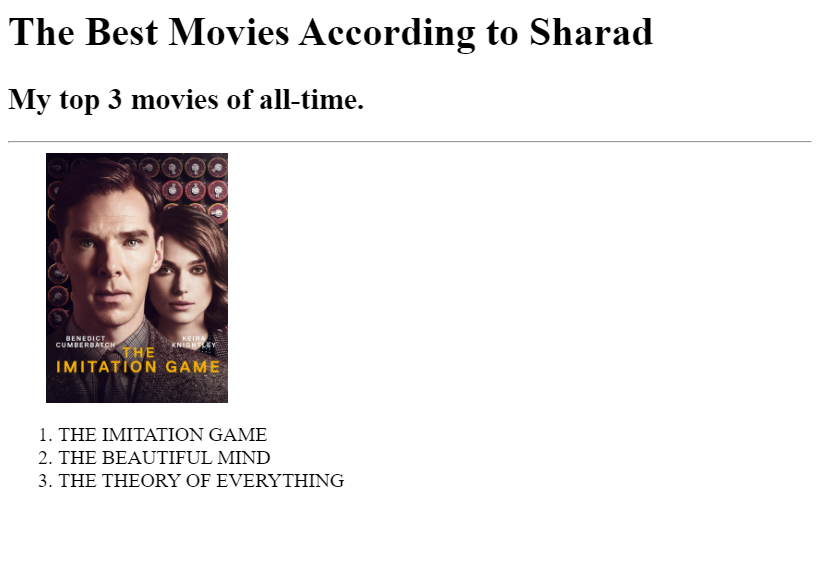 The Best Movies According to Sharad
My top 3 movies of all-time.
BENEDICT CUMBERBATCH
KEIRA KNIGHTLEY
THE
IMITATION GAME
1. THE IMITATION GAME
2. THE BEAUTIFUL MIND
3. THE THEORY OF EVERYTHING